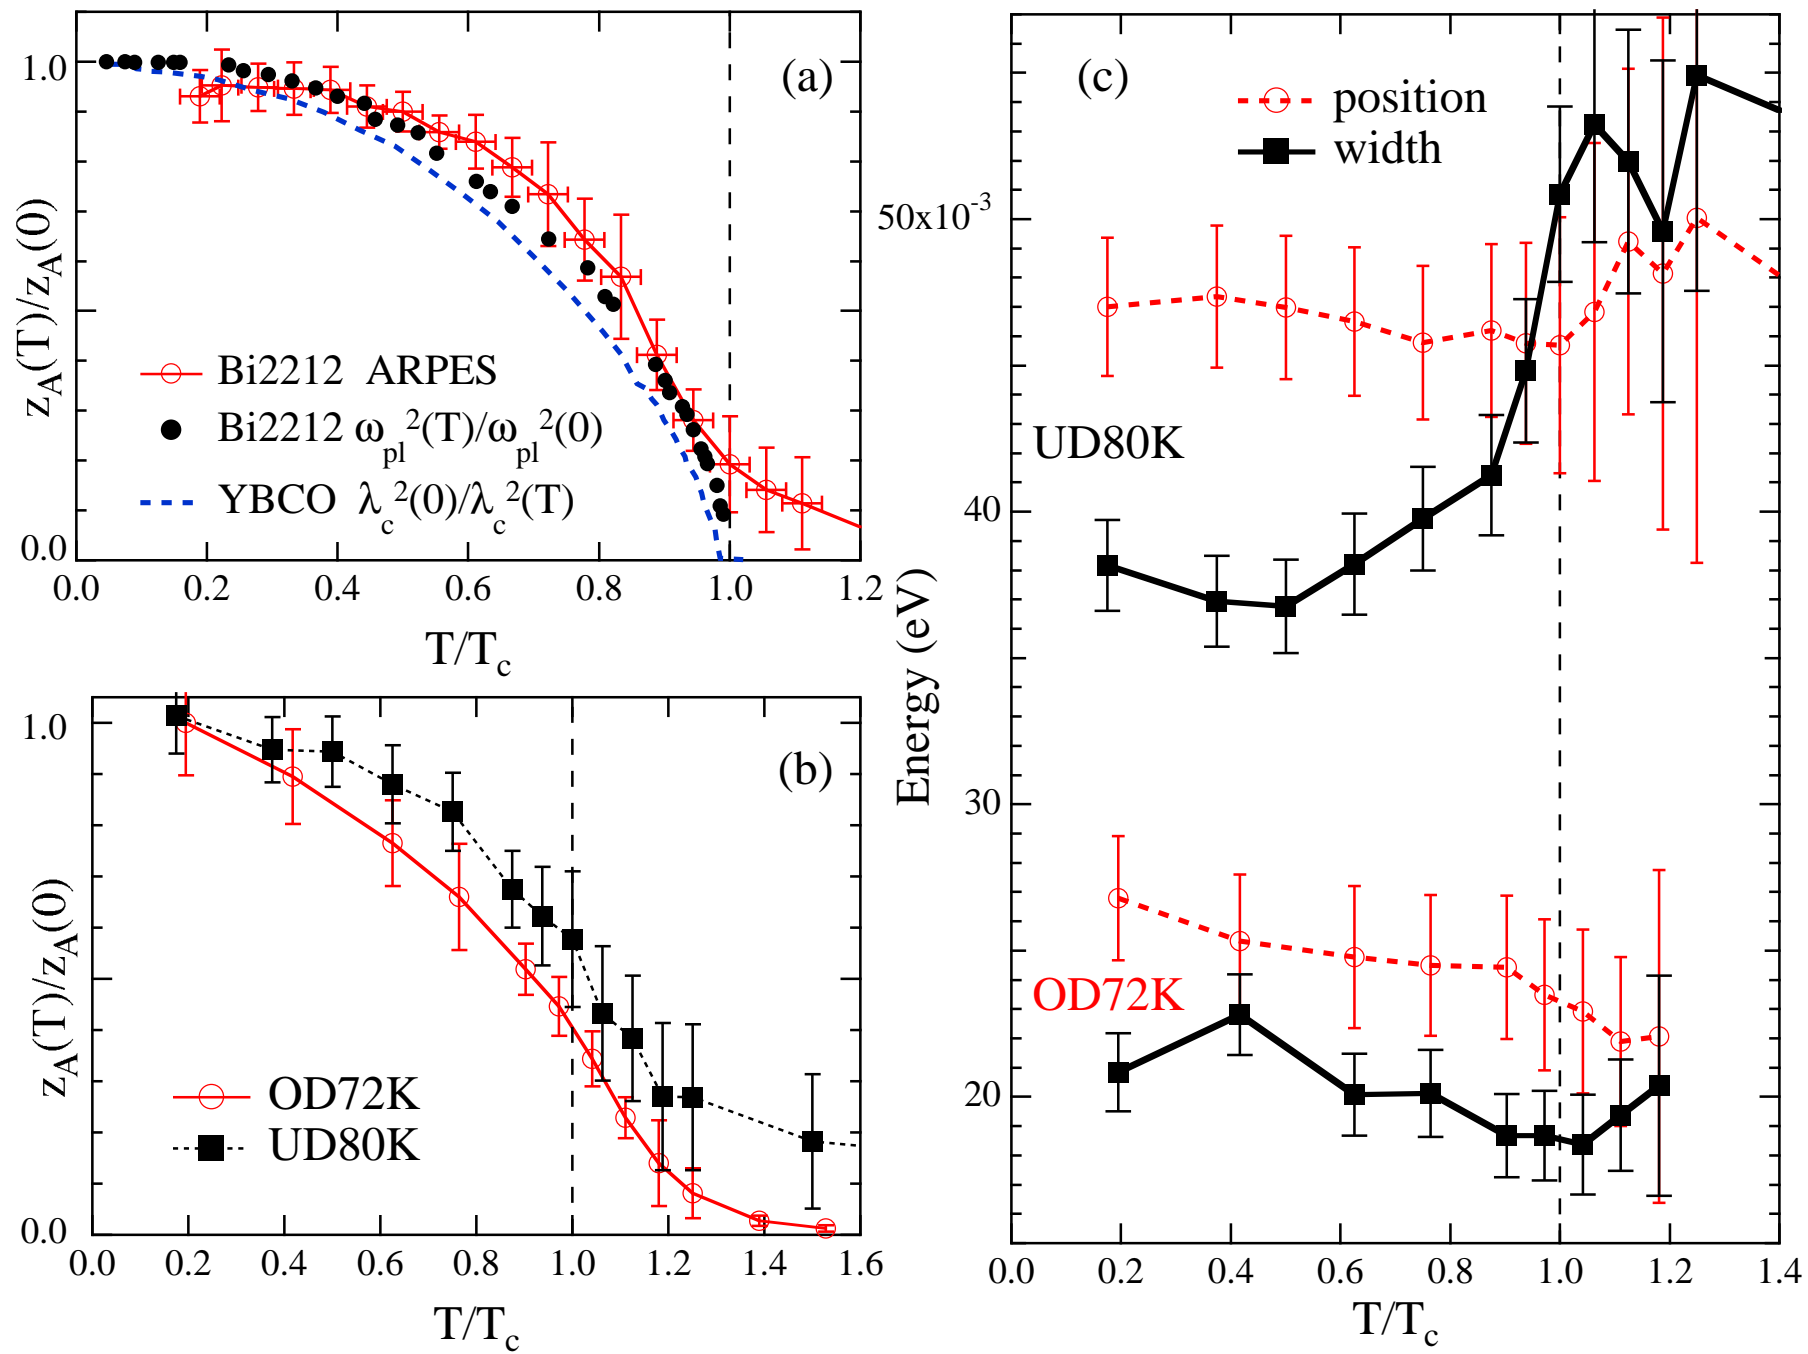 (a)
1.0
0.0
z_A(T)/z_A(0)
Bi2212 ARPES
Bi2212 ω_pl^2(T)/ω_pl^2(0)
YBCO λ_c^2(0)/λ_c^2(T)
0.0 0.2 0.4 0.6 0.8 1.0 1.2
T/T_c
(b)
1.0
0.0
z_A(T)/z_A(0)
OD72K
UD80K
0.0 0.2 0.4 0.6 0.8 1.0 1.2 1.4 1.6
T/T_c
(c)
position
width
50x10^-3
40
30
20
Energy (eV)
UD80K
OD72K
0.0 0.2 0.4 0.6 0.8 1.0 1.2 1.4
T/T_c